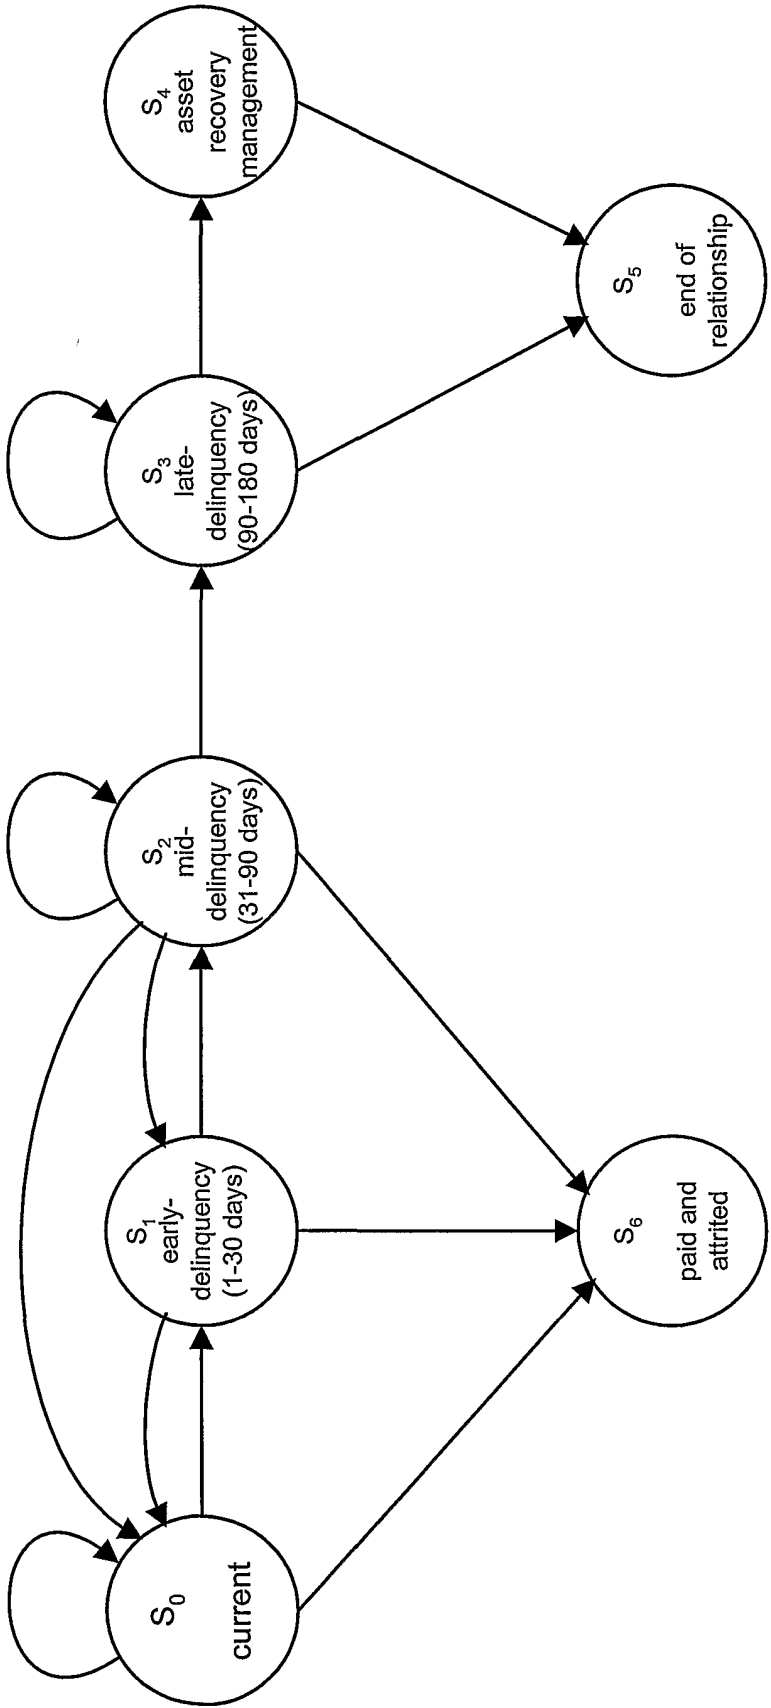 S0
current
S1
early-
delinquency
(1-30 days)
S2
mid-
delinquency
(31-90 days)
S3
late-
delinquency
(90-180 days)
S4
asset
recovery
management
S6
paid and
attrited
S5
end of
relationship